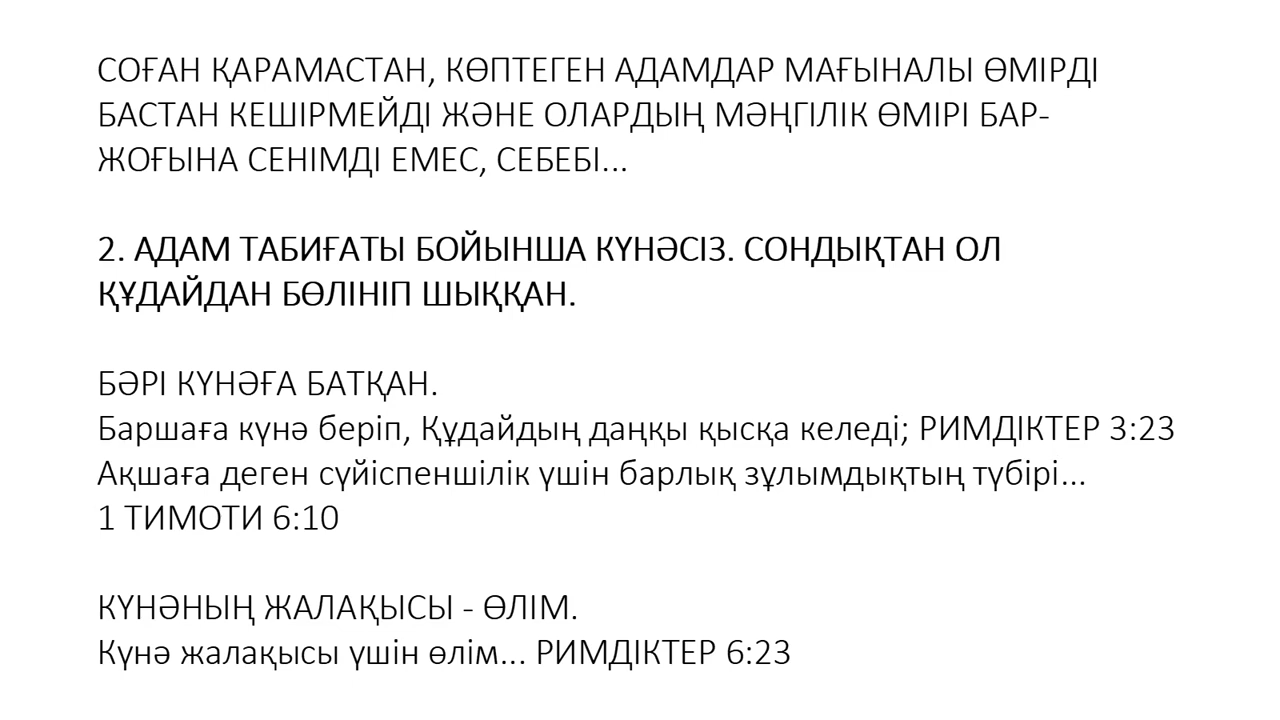 СОҒАН ҚАРАМАСТАН, КӨПТЕГЕН АДАМДАР МАҒЫНАЛЫ ӨМІРДІ
БАСТАН КЕШІРМЕЙДІ ЖӘНЕ ОЛАРДЫҢ МӘҢГІЛІК ӨМІРІ БАР-
ЖОҒЫНА СЕНІМДІ ЕМЕС, СЕБЕБІ...
2. АДАМ ТАБИҒАТЫ БОЙЫНША КҮНӘСІЗ. СОНДЫҚТАН ОЛ
ҚҰДАЙДАН БӨЛІНІП ШЫҚҚАН.
БӘРІ КҮНӘҒА БАТҚАН.
Баршаға күнә беріп, Құдайдың даңқы қысқа келеді; РИМДІКТЕР 3:23
Ақшаға деген сүйіспеншілік үшін барлық зұлымдықтың түбірі...
1 ТИМОТИ 6:10
КҮНӘНЫҢ ЖАЛАҚЫСЫ - ӨЛІМ.
Күнә жалақысы үшін өлім... РИМДІКТЕР 6:23